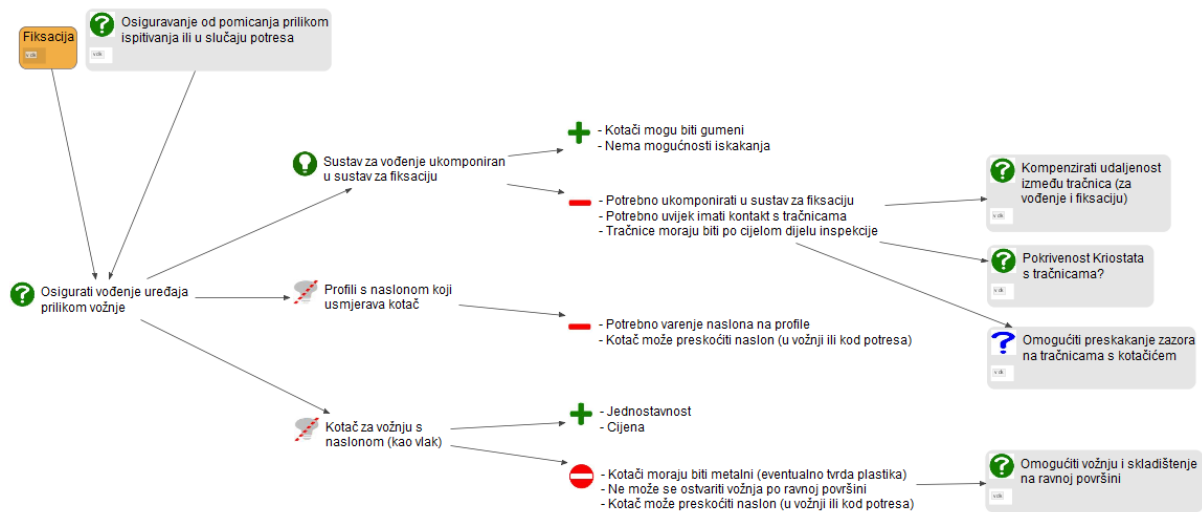 Fiksacija
Osiguravanje od pomicanja prilikom
ispitivanja ili u slučaju potresa
Osigurati vođenje uređaja
prilikom vožnje
Sustav za vođenje ukomponiran
u sustav za fiksaciju
- Kotači mogu biti gumeni
- Nema mogućnosti iskakanja
- Potrebno ukomponirati u sustav za fiksaciju
- Potrebno uvijek imati kontakt s tračnicama
- Tračnice moraju biti po cijelom dijelu inspekcije
Kompenzirati udaljenost
između tračnica (za
vođenje i fiksaciju)
Pokrivenost Kriostata
s tračnicama?
Omogućiti preskakanje zazora
na tračnicama s kotačićem
Profili s naslonom koji
usmjerava kotač
- Potrebno varenje naslona na profile
- Kotač može preskočiti naslon (u vožnji ili kod potresa)
Kotač za vožnju s
naslonom (kao vlak)
- Jednostavnost
- Cijena
- Kotači moraju biti metalni (eventualno tvrda plastika)
- Ne može se ostvariti vožnja po ravnoj površini
- Kotač može preskočiti naslon (u vožnji ili kod potresa)
Omogućiti vožnju i skladištenje
na ravnoj površini